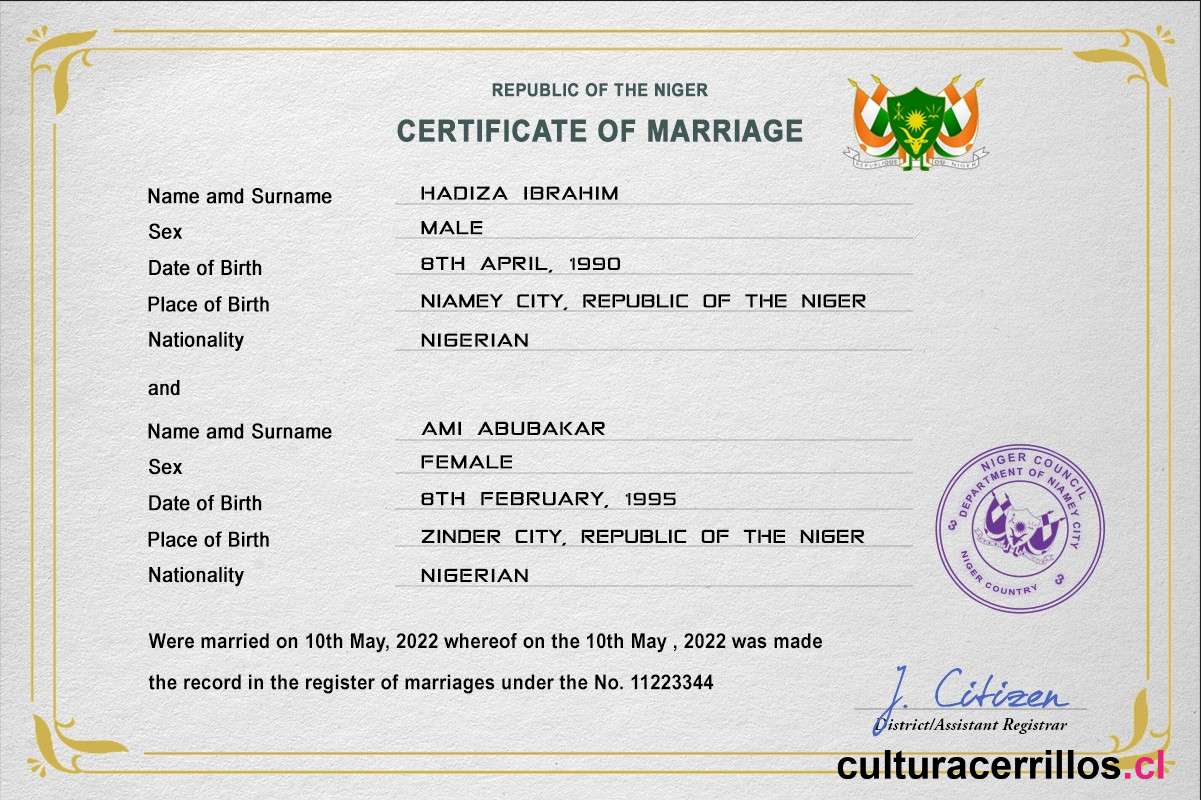 REPUBLIC OF THE NIGER
CERTIFICATE OF MARRIAGE
REPUBLIQUE DU NIGER
Name amd Surname HADIZA IBRAHIM
Sex MALE
Date of Birth 8TH APRIL, 1990
Place of Birth NIAMEY CITY, REPUBLIC OF THE NIGER
Nationality NIGERIAN
and
Name amd Surname AMI ABUBAKAR
Sex FEMALE
Date of Birth 8TH FEBRUARY, 1995
Place of Birth ZINDER CITY, REPUBLIC OF THE NIGER
Nationality NIGERIAN
NIGER COUNCIL
DEPARTMENT OF NIAMEY CITY
3 3
NIGER COUNTRY
Were married on 10th May, 2022 whereof on the 10th May , 2022 was made
the record in the register of marriages under the No. 11223344
J. Citizen
District/Assistant Registrar
culturacerrillos.cl